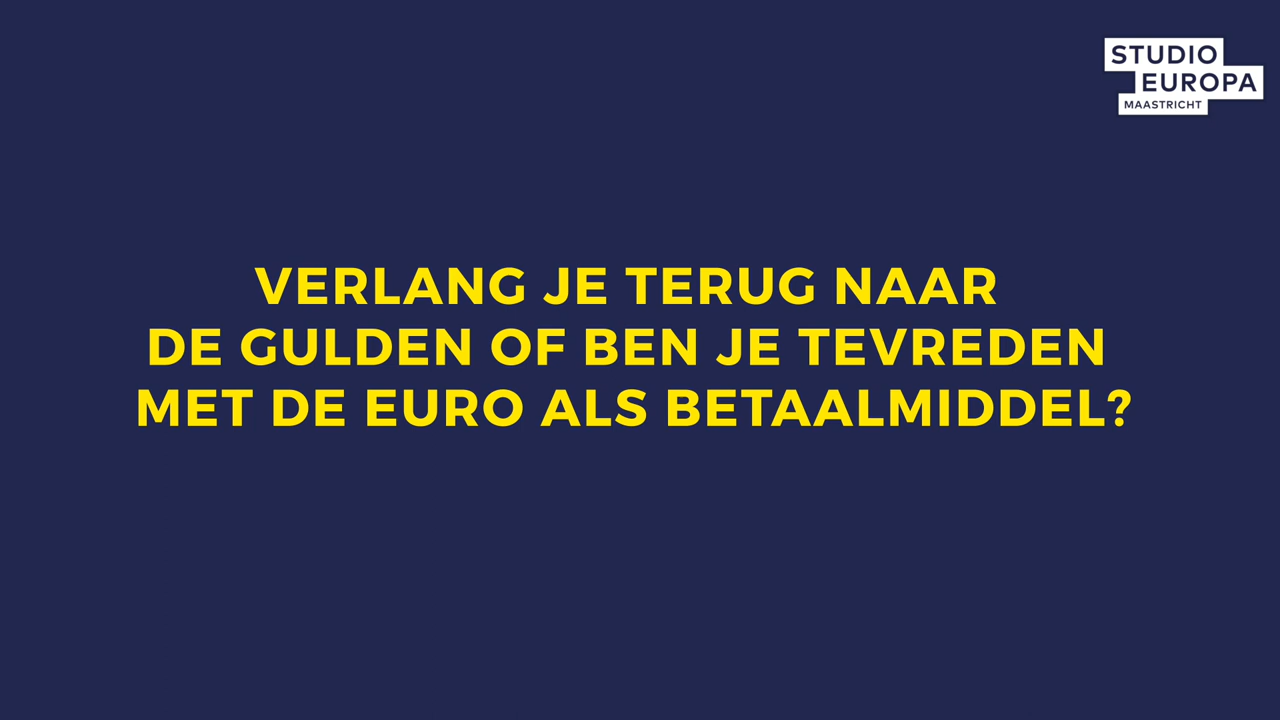 STUDIO
EUROPA
MAASTRICHT
VERLANG JE TERUG NAAR
DE GULDEN OF BEN JE TEVREDEN
MET DE EURO ALS BETAALMIDDEL?